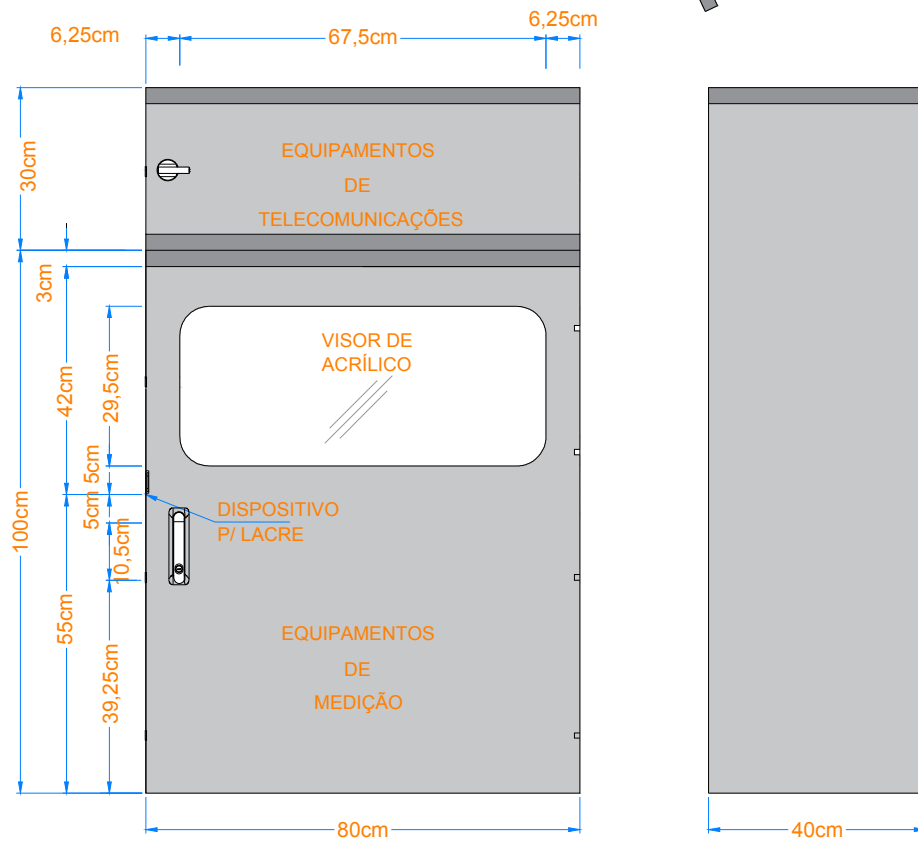 6,25cm
67,5cm
6,25cm
30cm
EQUIPAMENTOS
DE
TELECOMUNICAÇÕES
3cm
100cm
42cm
29,5cm
VISOR DE
ACRÍLICO
5cm
5cm
DISPOSITIVO
P/ LACRE
10,5cm
55cm
39,25cm
EQUIPAMENTOS
DE
MEDIÇÃO
80cm
40cm